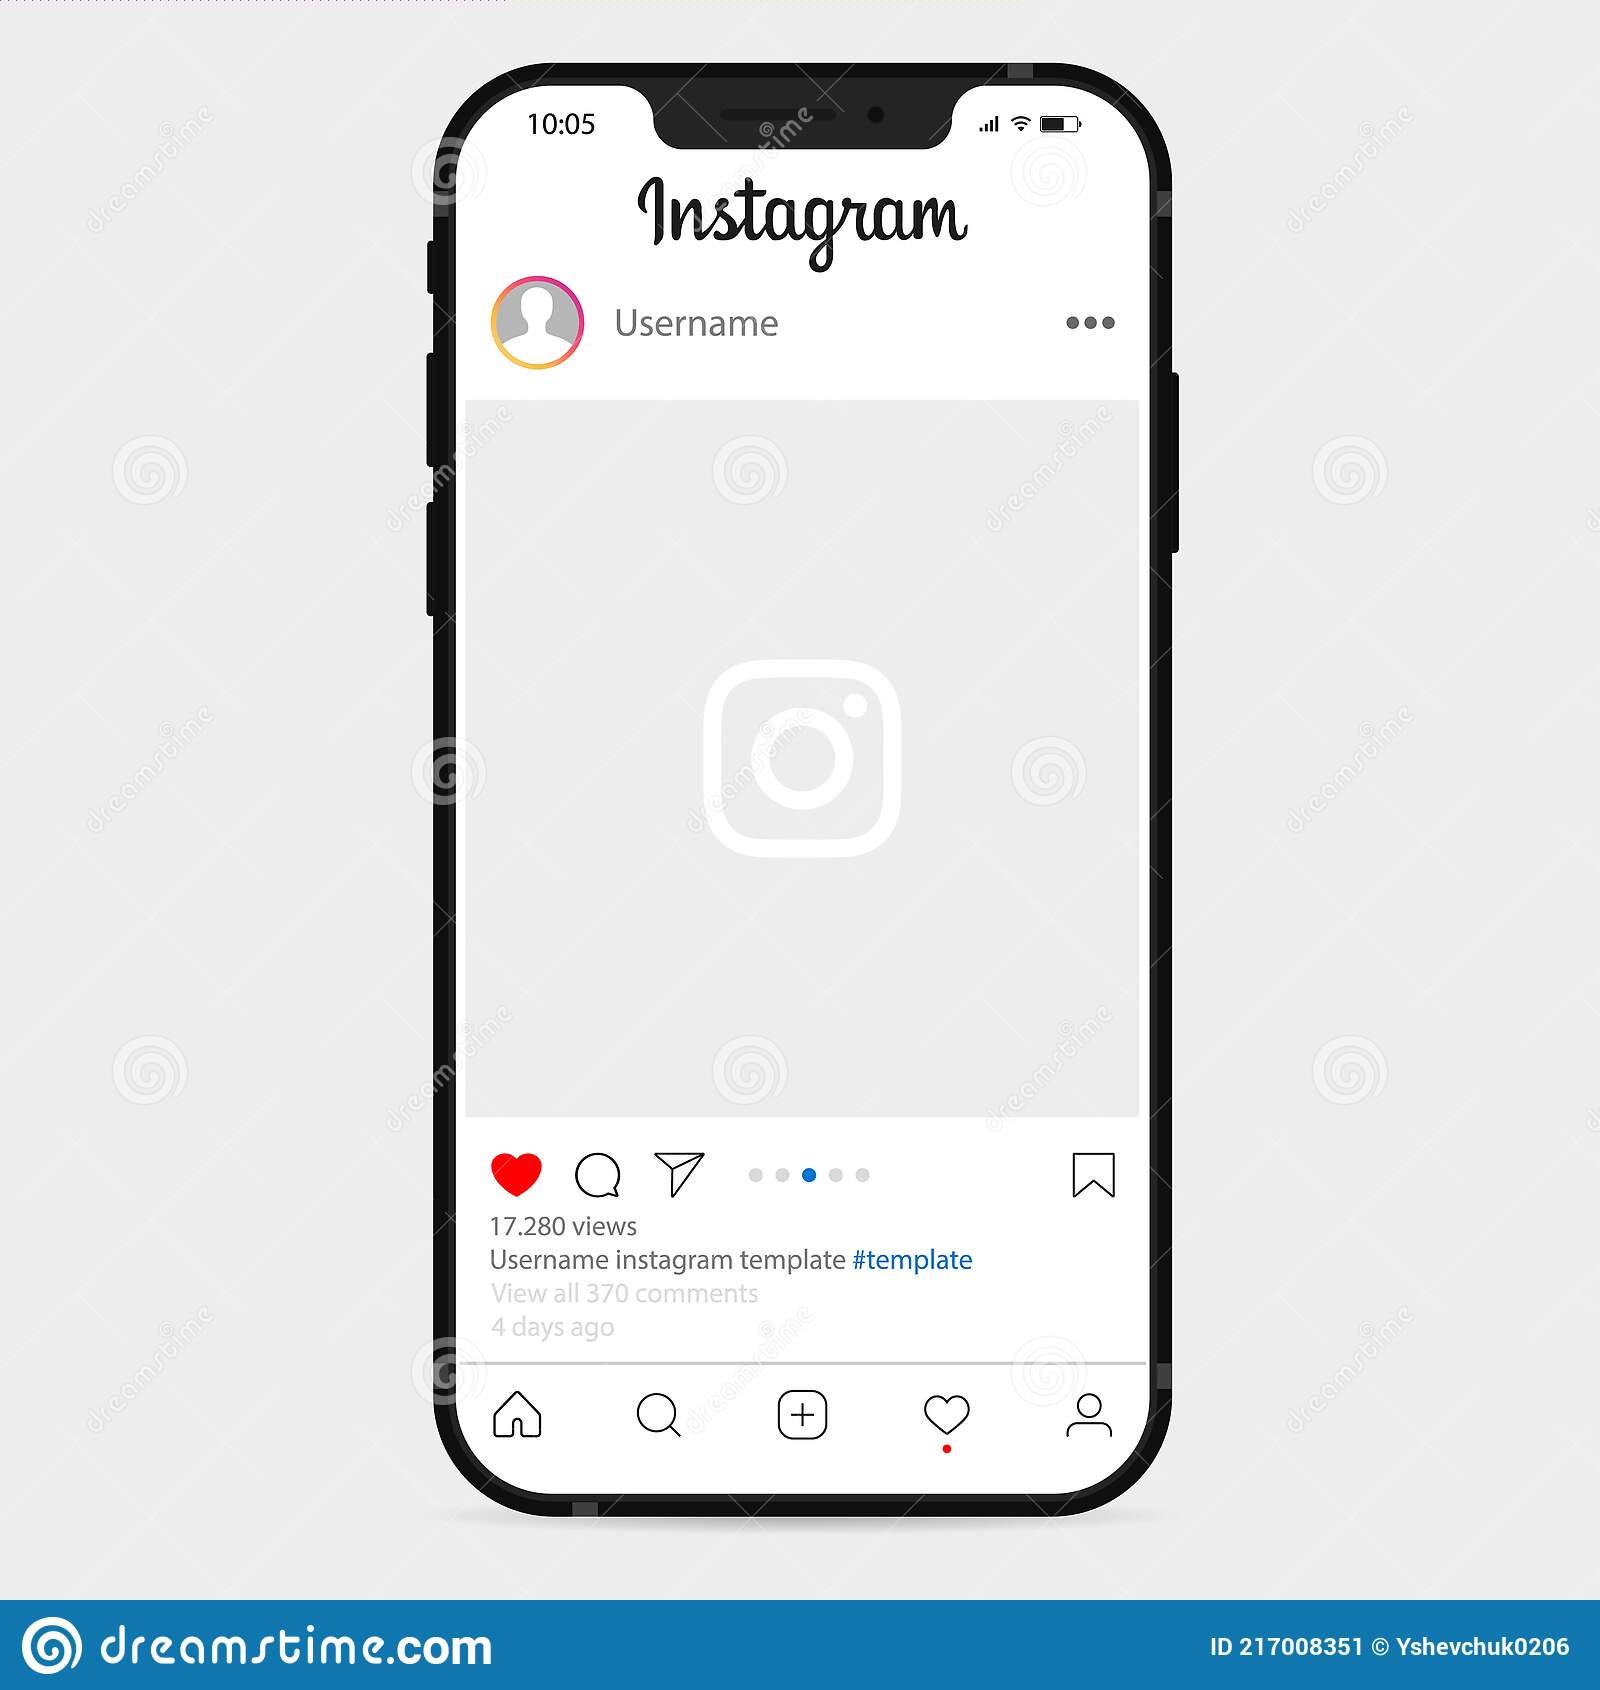 10:05
Instagram
Username
17.280 views
Username instagram template #template
View all 370 comments
4 days ago
dreamstime
dreamstime.com
ID 217008351 © Yshevchuk0206